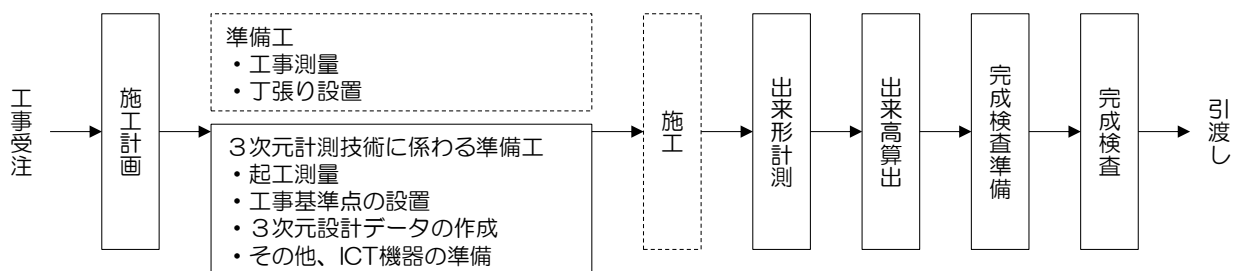 工事受注
施工計画
準備工
・工事測量
・丁張り設置
３次元計測技術に係わる準備工
・起工測量
・工事基準点の設置
・３次元設計データの作成
・その他、ICT機器の準備
施工
出来形計測
出来高算出
完成検査準備
完成検査
引渡し